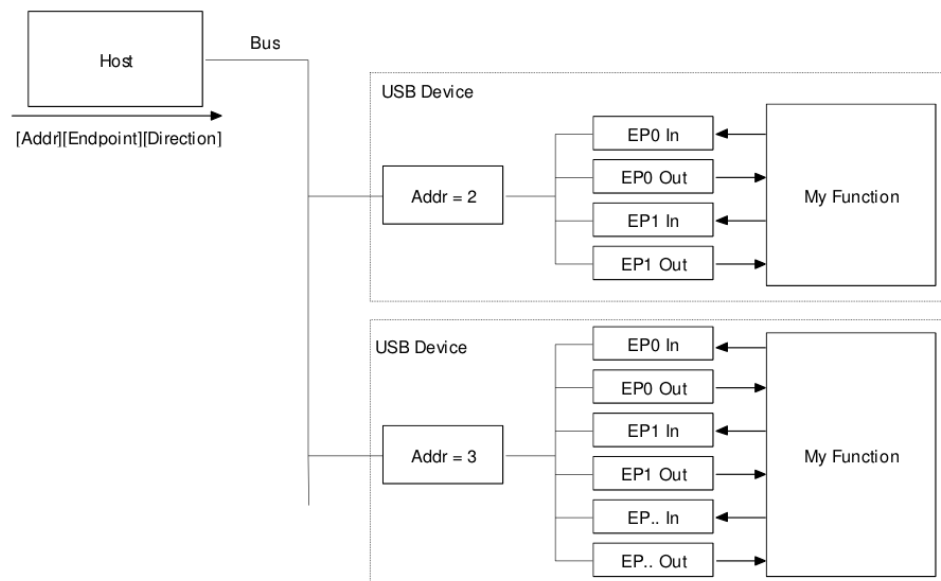 Host
Bus
[Addr][Endpoint][Direction]
USB Device
Addr = 2
EP0 In
EP0 Out
EP1 In
EP1 Out
My Function
USB Device
Addr = 3
EP0 In
EP0 Out
EP1 In
EP1 Out
EP.. In
EP.. Out
My Function